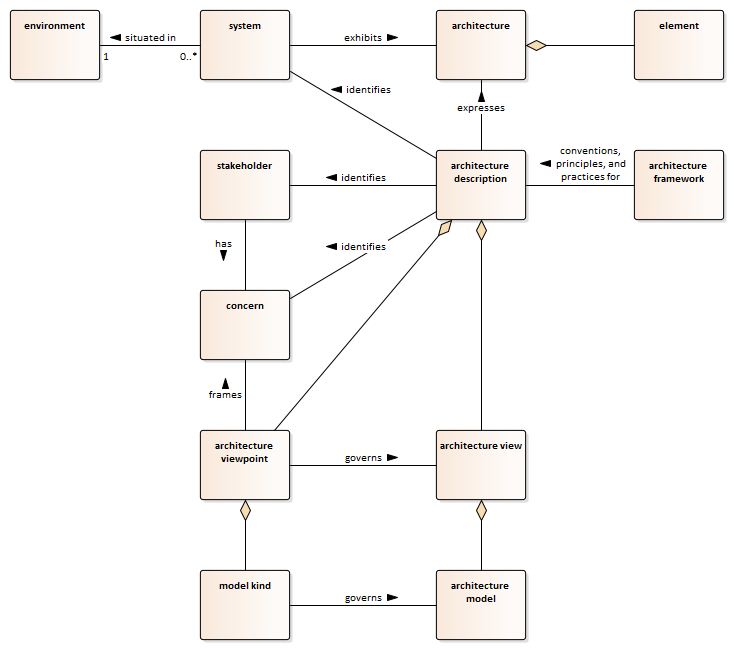 environment
situated in
1
0..*
system
exhibits
architecture
element
identifies
expresses
stakeholder
identifies
architecture
description
conventions,
principles, and
practices for
architecture
framework
has
identifies
concern
frames
architecture
viewpoint
governs
architecture view
model kind
governs
architecture
model